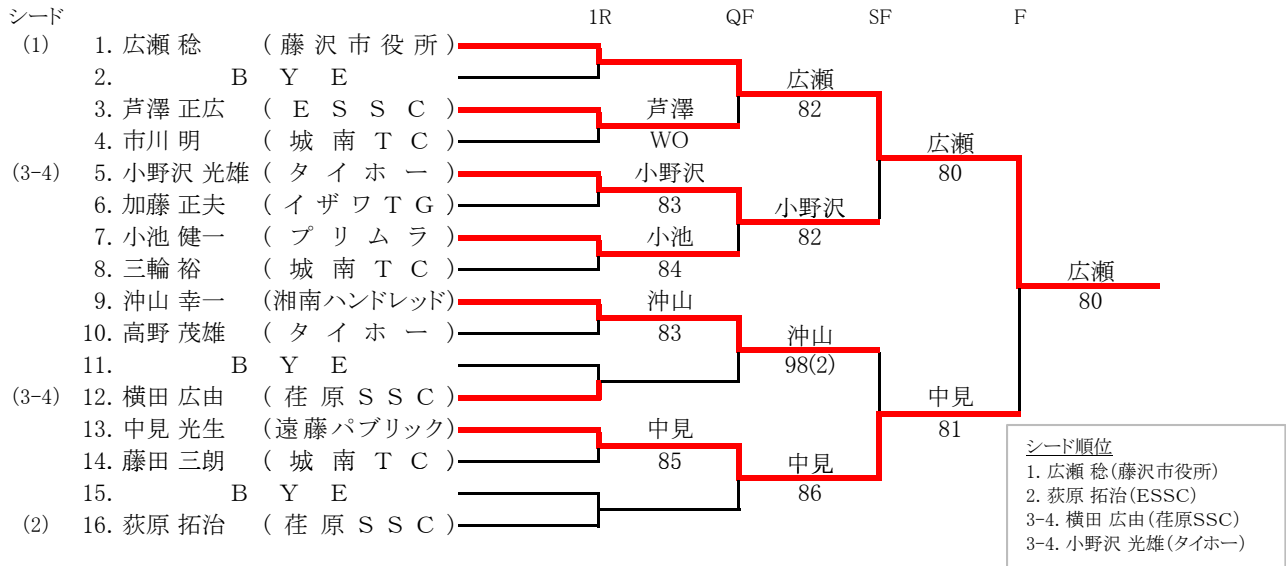 シード 1R QF SF F
(1) 1. 広瀬 稔 (藤沢市役所)
2. BYE 広瀬
3. 芦澤 正広 (ESSC) 芦澤 82
4. 市川 明 (城南TC) WO 広瀬
(3-4) 5. 小野沢 光雄 (タイホー) 小野沢 80
6. 加藤 正夫 (イザワTG) 83 小野沢
7. 小池 健一 (プリムラ) 小池 82
8. 三輪 裕 (城南TC) 84 広瀬
9. 沖山 幸一 (湘南ハンドレッド) 沖山 80
10. 高野 茂雄 (タイホー) 83 沖山
11. BYE 98(2)
(3-4) 12. 横田 広由 (荏原SSC) 中見
13. 中見 光生 (遠藤パブリック) 中見 81
14. 藤田 三朗 (城南TC) 85 中見
15. BYE 86
(2) 16. 荻原 拓治 (荏原SSC)
シード順位
1. 広瀬 稔(藤沢市役所)
2. 荻原 拓治(ESSC)
3-4. 横田 広由(荏原SSC)
3-4. 小野沢 光雄(タイホー)